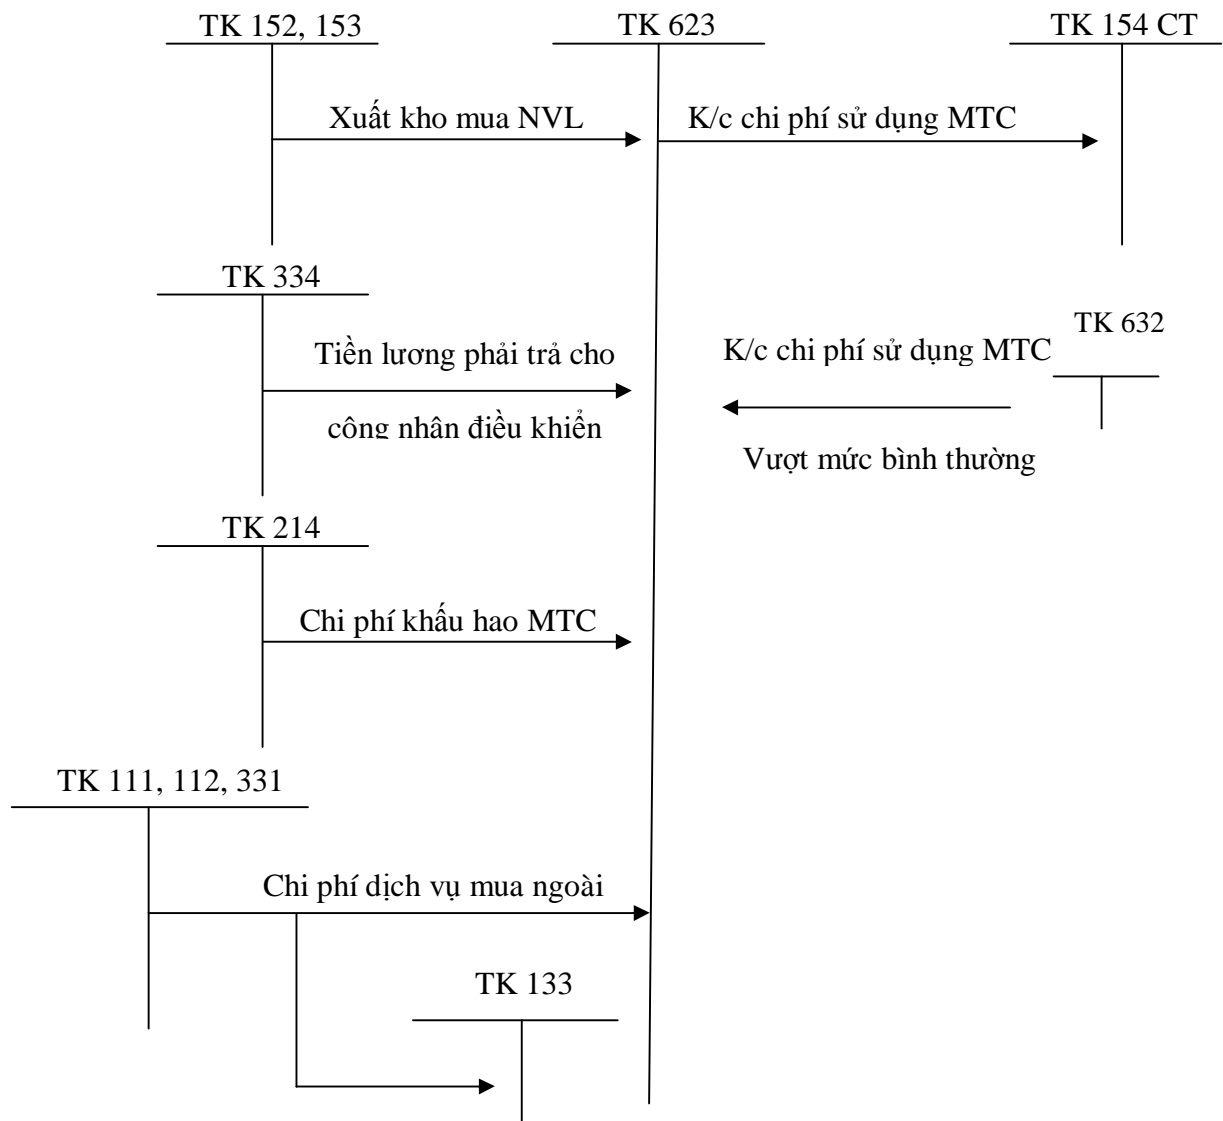 TK 152, 153
TK 623
TK 154 CT
Xuất kho mua NVL
K/c chi phí sử dụng MTC
TK 334
TK 632
Tiền lương phải trả cho
K/c chi phí sử dụng MTC
công nhân điều khiển
Vượt mức bình thường
TK 214
Chi phí khấu hao MTC
TK 111, 112, 331
Chi phí dịch vụ mua ngoài
TK 133